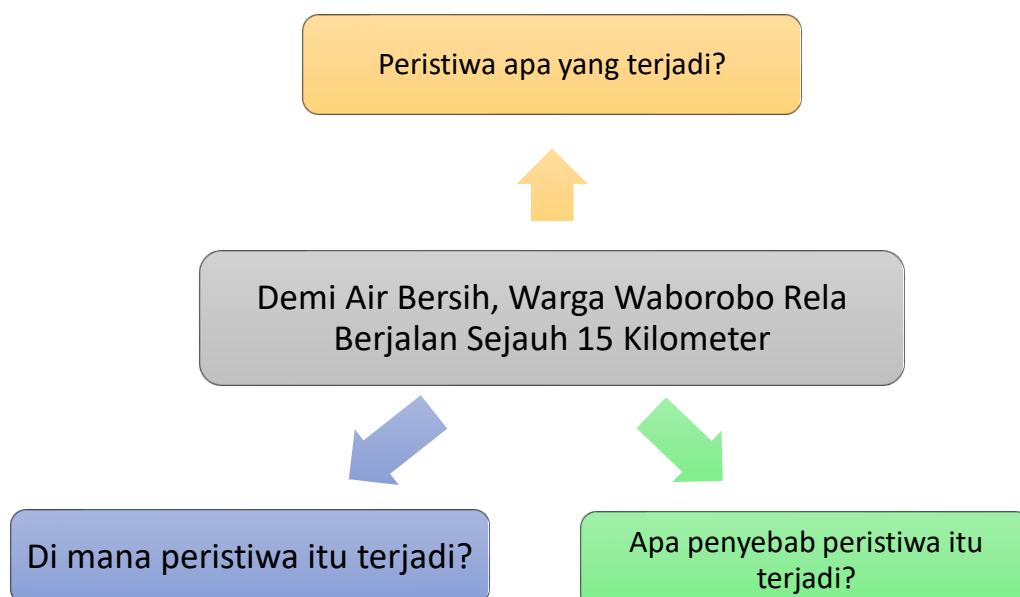 Peristiwa apa yang terjadi?
Demi Air Bersih, Warga Waborobo Rela
Berjalan Sejauh 15 Kilometer
Di mana peristiwa itu terjadi?
Apa penyebab peristiwa itu
terjadi?